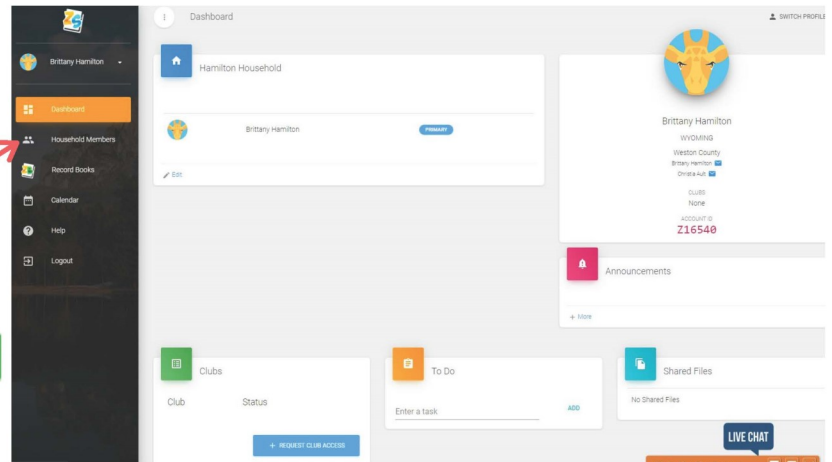 ZS
Brittany Hamilton
Dashboard
Household Members
Record Books
Calendar
Help
Logout
Dashboard
SWITCH PROFILE
Hamilton Household
Brittany Hamilton
PRIMARY
Edit
Brittany Hamilton
WYOMING
Weston County
Brittany Hamilton
Christa Ault
CLUBS
None
ACCOUNT ID
Z16540
Announcements
+ More
Clubs
Club Status
+ REQUEST CLUB ACCESS
To Do
Enter a task
ADD
Shared Files
No Shared Files
LIVE CHAT